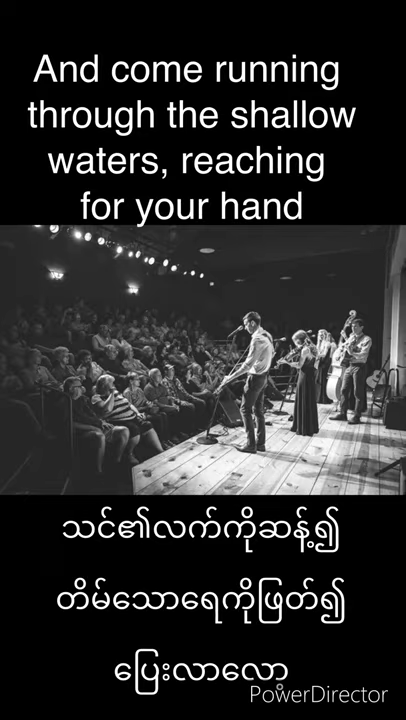 And come running
through the shallow
waters, reaching
for your hand
သင်၏လက်ကိုဆန့်၍
တိမ်သောရေကိုဖြတ်၍
ပြေးလာလော့
PowerDirector